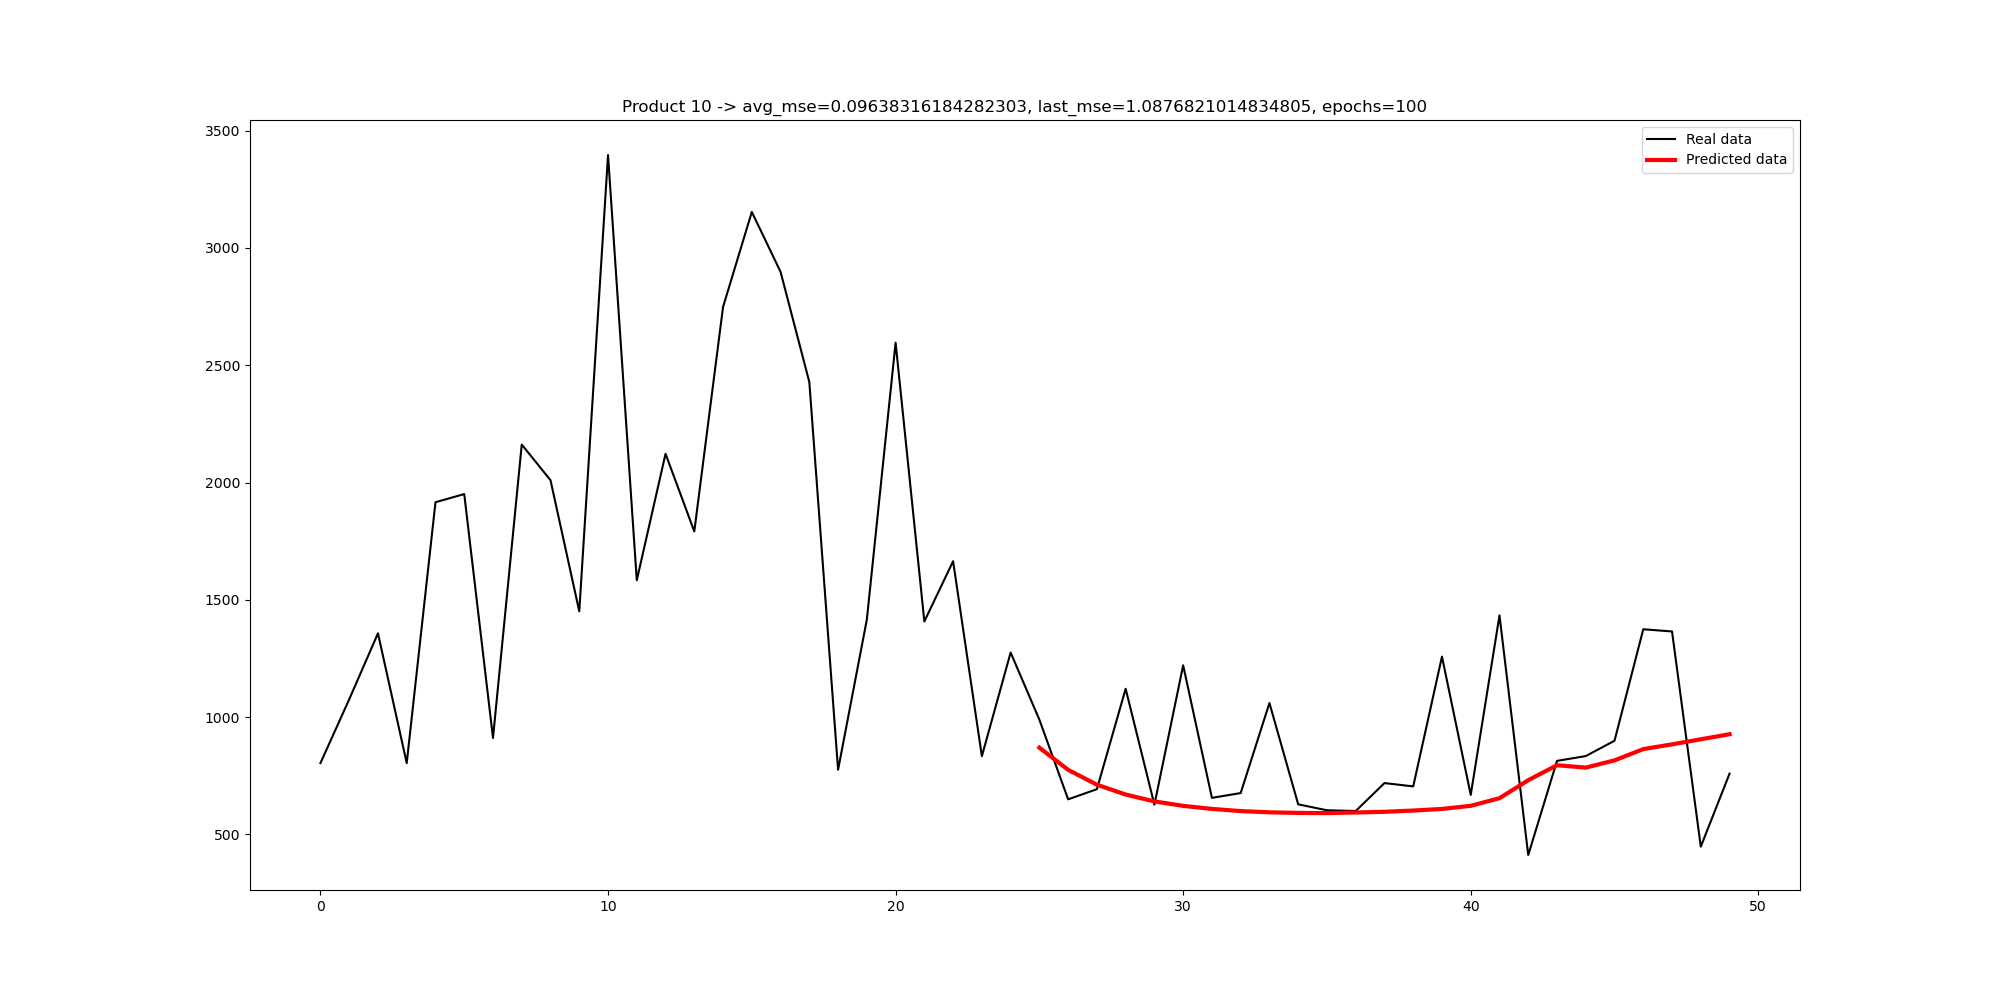 Product 10 -> avg_mse=0.09638316184282303, last_mse=1.0876821014834805, epochs=100
3500
3000
2500
2000
1500
1000
500
0 10 20 30 40 50
Real data
Predicted data